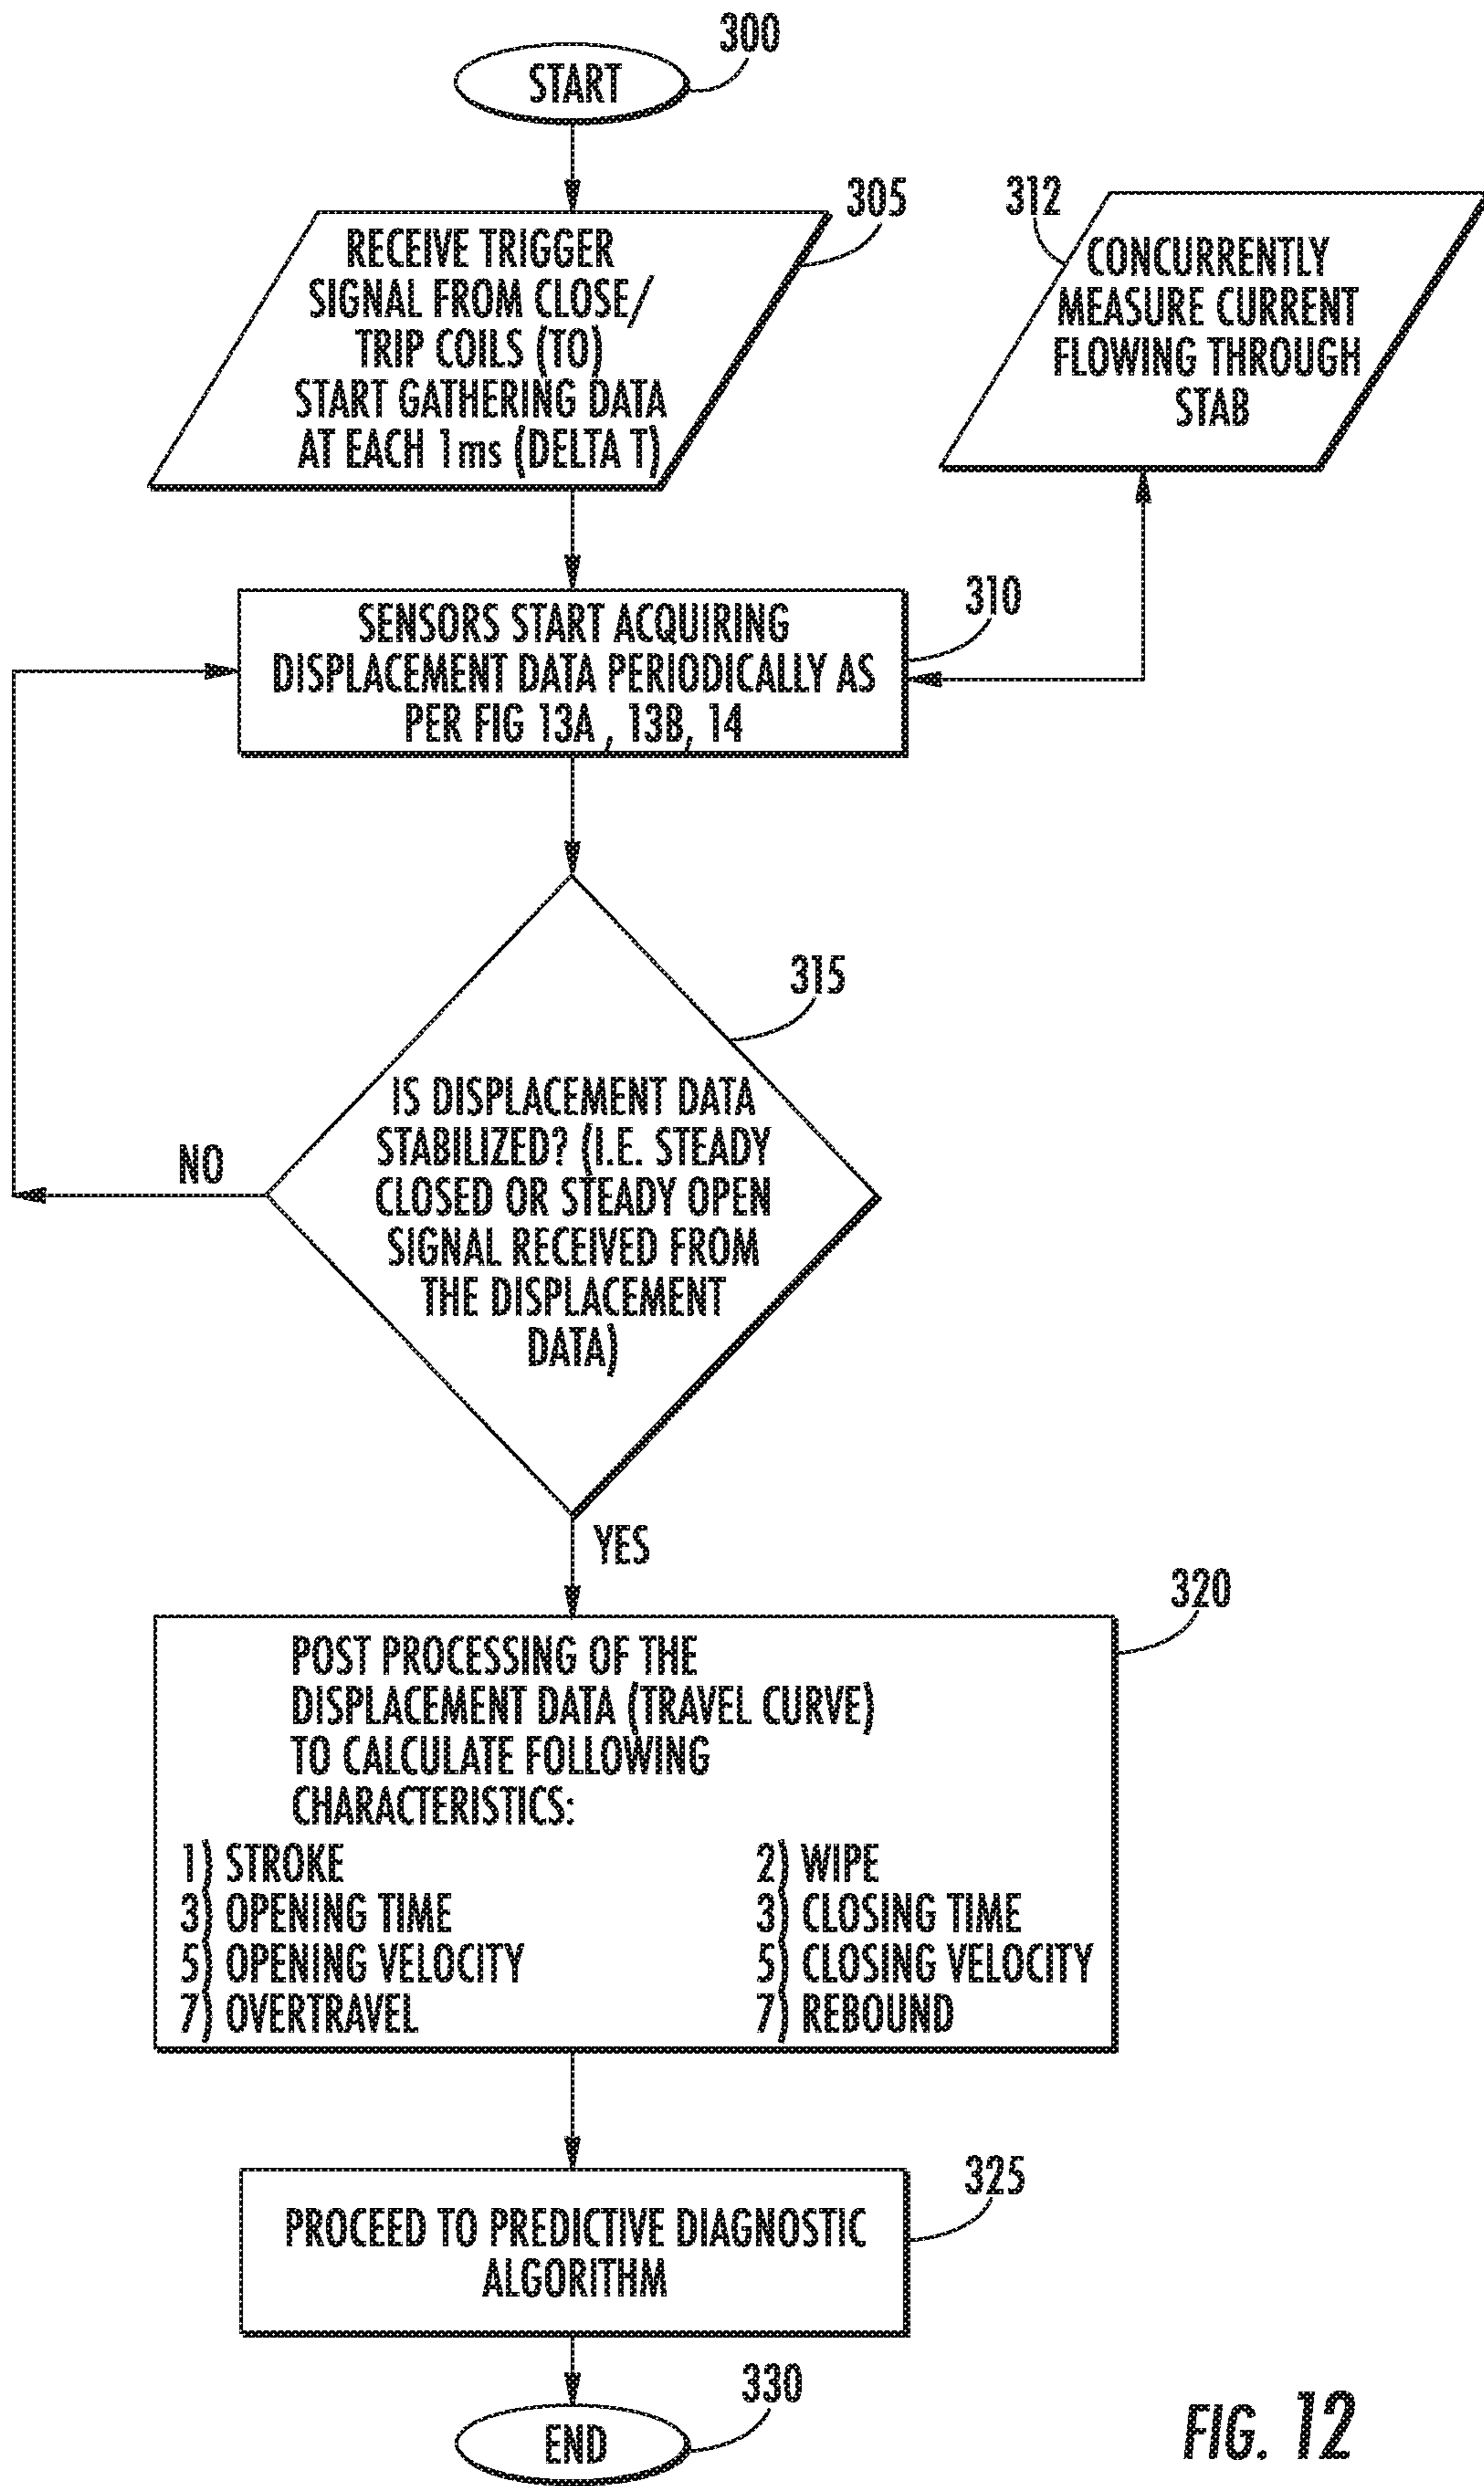 300
START
305
RECEIVE TRIGGER
SIGNAL FROM CLOSE/
TRIP COILS (TO)
START GATHERING DATA
AT EACH 1ms (DELTA T)
312
CONCURRENTLY
MEASURE CURRENT
FLOWING THROUGH
STAB
310
SENSORS START ACQUIRING
DISPLACEMENT DATA PERIODICALLY AS
PER FIG 13A , 13B, 14
315
IS DISPLACEMENT DATA
STABILIZED? (I.E. STEADY
CLOSED OR STEADY OPEN
SIGNAL RECEIVED FROM
THE DISPLACEMENT
DATA)
NO
YES
320
POST PROCESSING OF THE
DISPLACEMENT DATA (TRAVEL CURVE)
TO CALCULATE FOLLOWING
CHARACTERISTICS:
1) STROKE
2) WIPE
3) OPENING TIME
3) CLOSING TIME
5) OPENING VELOCITY
5) CLOSING VELOCITY
7) OVERTRAVEL
7) REBOUND
325
PROCEED TO PREDICTIVE DIAGNOSTIC
ALGORITHM
330
END
FIG. 12